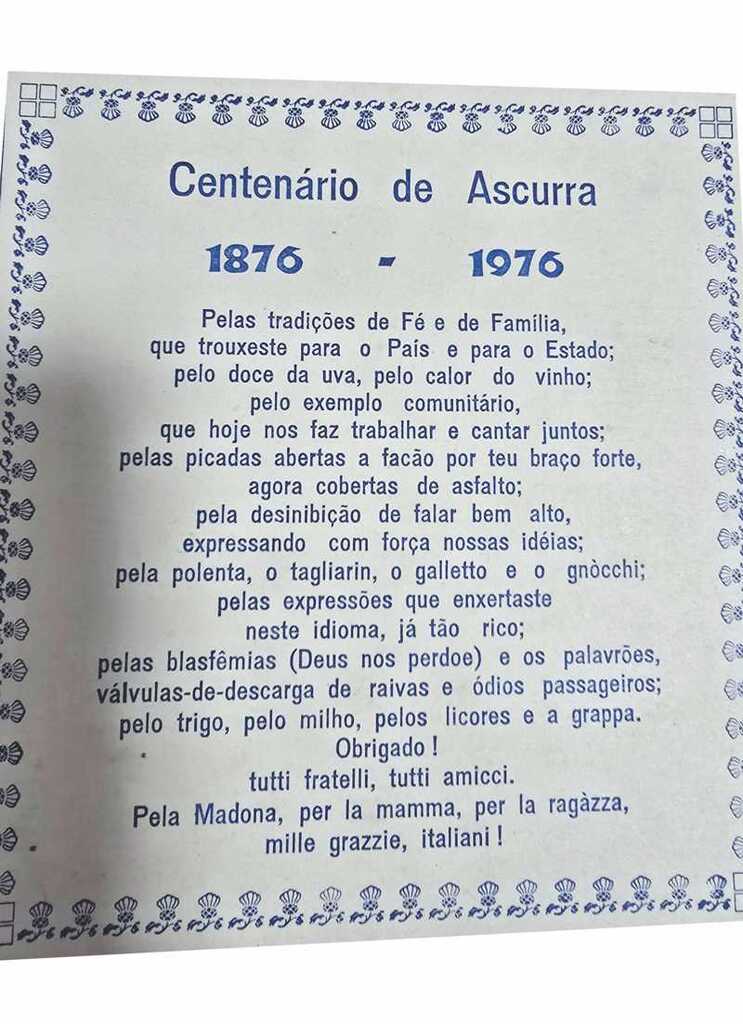 Centenário de Ascurra
1876 - 1976
Pelas tradições de Fé e de Família,
que trouxeste para o País e para o Estado;
pelo doce da uva, pelo calor do vinho;
pelo exemplo comunitário,
que hoje nos faz trabalhar e cantar juntos;
pelas picadas abertas a facão por teu braço forte,
agora cobertas de asfalto;
pela desinibição de falar bem alto,
expressando com força nossas idéias;
pela polenta, o tagliarin, o galletto e o gnòcchi;
pelas expressões que enxertaste
neste idioma, já tão rico;
pelas blasfêmias (Deus nos perdoe) e os palavrões,
válvulas-de-descarga de raivas e ódios passageiros;
pelo trigo, pelo milho, pelos licores e a grappa.
Obrigado !
tutti fratelli, tutti amicci.
Pela Madona, per la mamma, per la ragàzza,
mille grazzie, italiani !